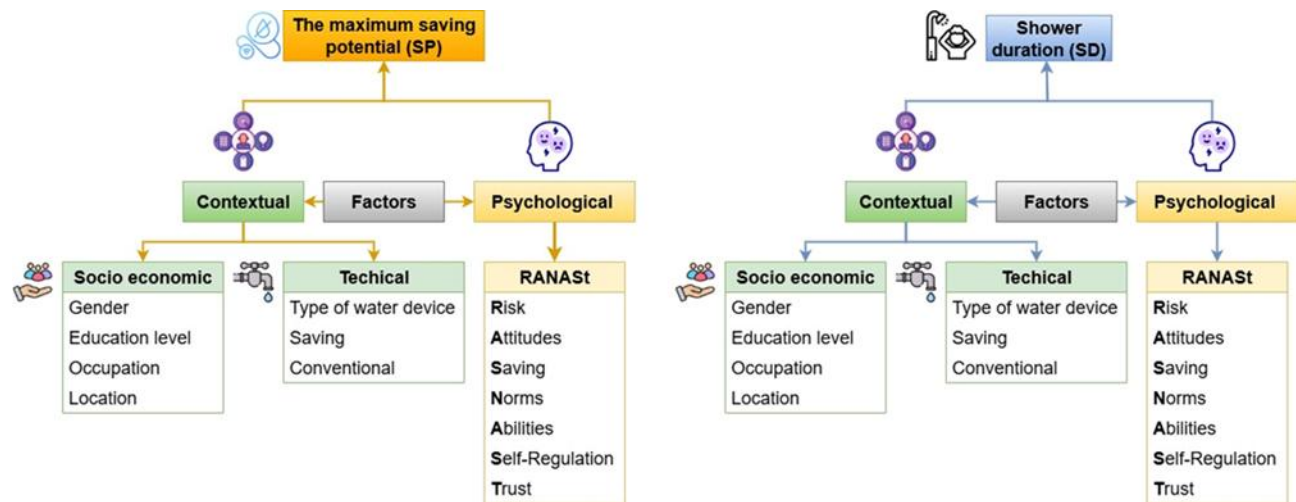 The maximum saving
potential (SP)
Contextual
Factors
Psychological
Socio economic
Gender
Education level
Occupation
Location
Techical
Type of water device
Saving
Conventional
RANASt
Risk
Attitudes
Saving
Norms
Abilities
Self-Regulation
Trust
Shower
duration (SD)
Contextual
Factors
Psychological
Socio economic
Gender
Education level
Occupation
Location
Techical
Type of water device
Saving
Conventional
RANASt
Risk
Attitudes
Saving
Norms
Abilities
Self-Regulation
Trust